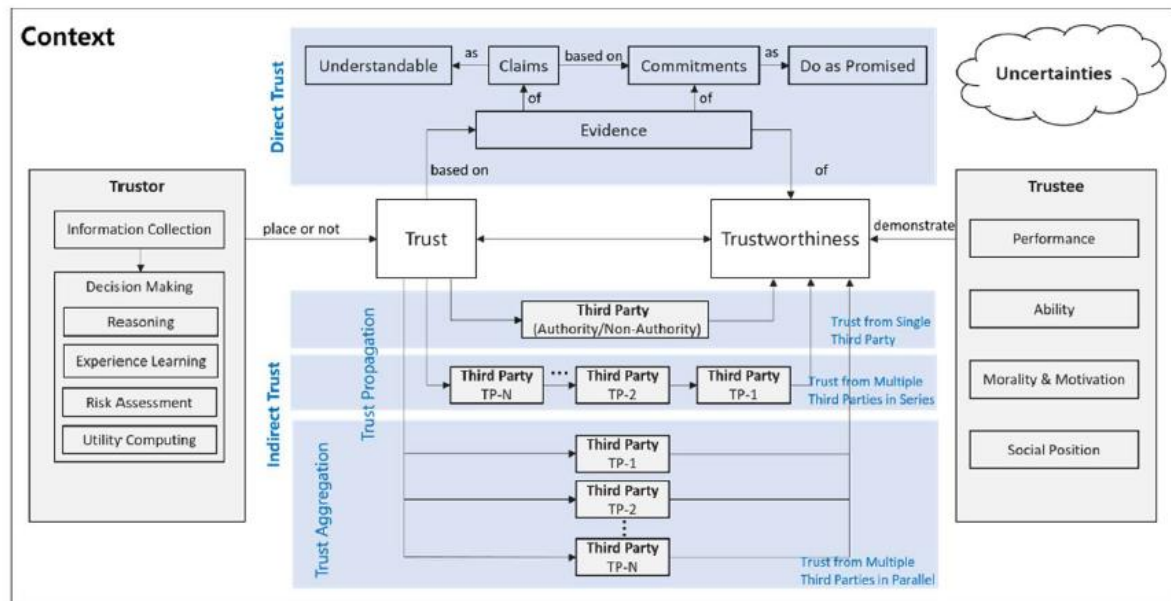 Context
Direct Trust
Understandable
as
Claims
based on
Commitments
as
Do as Promised
of
of
Evidence
based on
of
Uncertainties
Trustor
Information Collection
Decision Making
Reasoning
Experience Learning
Risk Assessment
Utility Computing
place or not
Trust
Trustworthiness
demonstrate
Trustee
Performance
Ability
Morality & Motivation
Social Position
Indirect Trust
Trust Propagation
Third Party
(Authority/Non-Authority)
Trust from Single
Third Party
Third Party
TP-N
...
Third Party
TP-2
Third Party
TP-1
Trust from Multiple
Third Parties in Series
Trust Aggregation
Third Party
TP-1
Third Party
TP-2
Third Party
TP-N
Trust from Multiple
Third Parties in Parallel